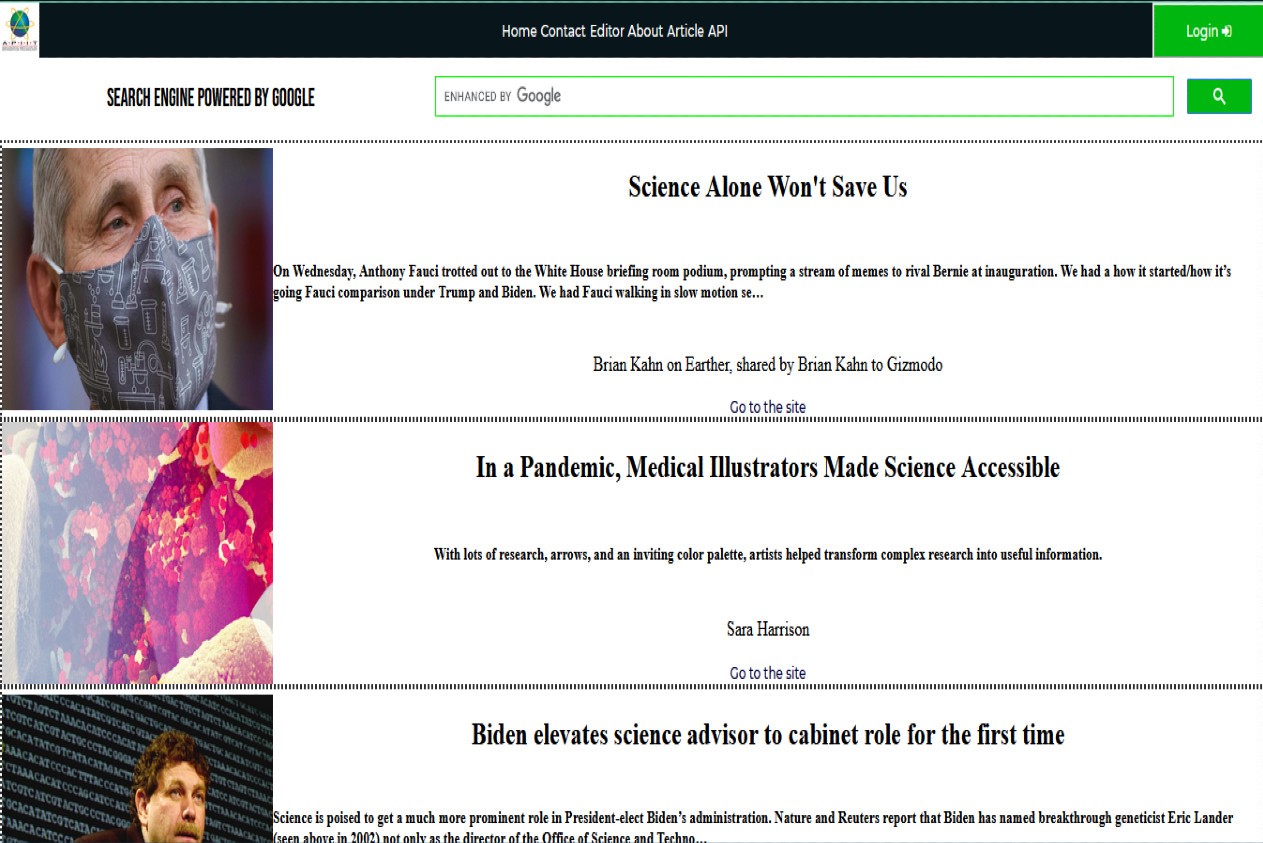 Home Contact Editor About Article API
Login
SEARCH ENGINE POWERED BY GOOGLE
ENHANCED BY Google
Science Alone Won't Save Us
On Wednesday, Anthony Fauci trotted out to the White House briefing room podium, prompting a stream of memes to rival Bernie at inauguration. We had a how it started/how it’s
going Fauci comparison under Trump and Biden. We had Fauci walking in slow motion se…
Brian Kahn on Earther, shared by Brian Kahn to Gizmodo
Go to the site
In a Pandemic, Medical Illustrators Made Science Accessible
With lots of research, arrows, and an inviting color palette, artists helped transform complex research into useful information.
Sara Harrison
Go to the site
Biden elevates science advisor to cabinet role for the first time
Science is poised to get a much more prominent role in President-elect Biden’s administration. Nature and Reuters report that Biden has named breakthrough geneticist Eric Lander
(seen above in 2002) not only as the director of the Office of Science and Techno…